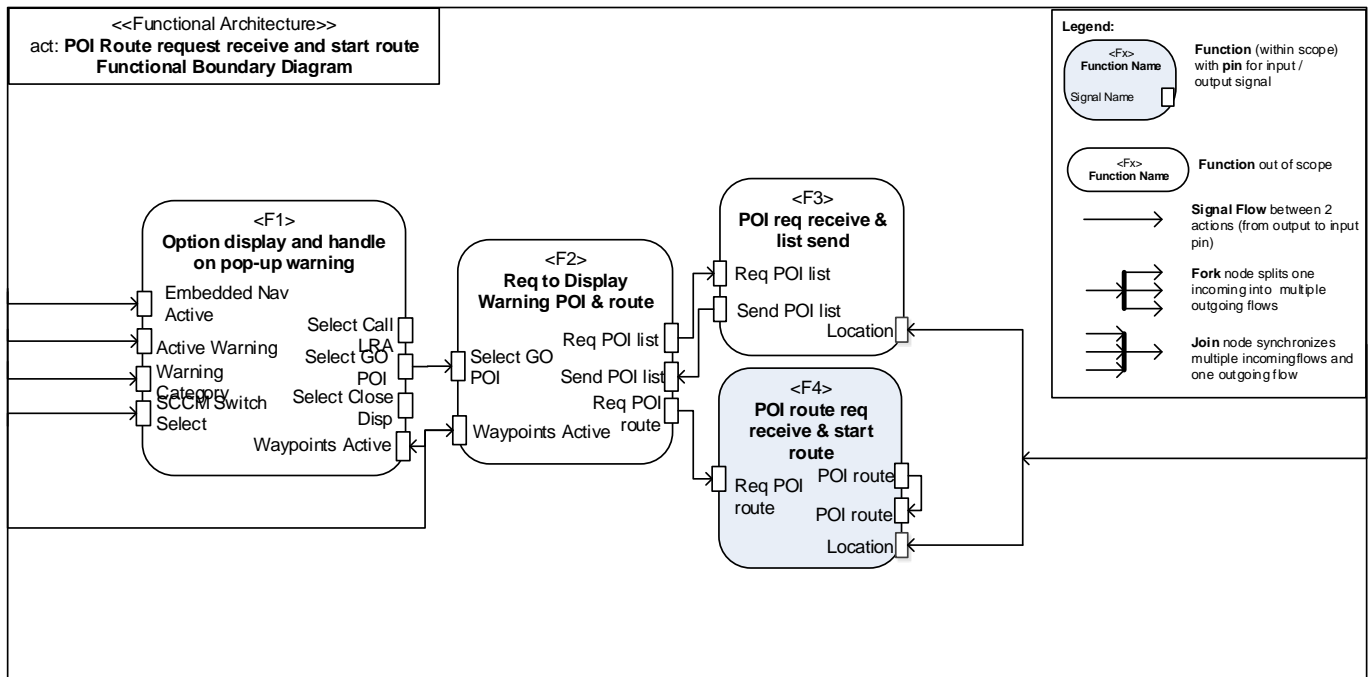 <<Functional Architecture>>
act: POI Route request receive and start route
Functional Boundary Diagram
Legend:
<Fx>
Function Name
Signal Name
Function (within scope)
with pin for input /
output signal
<Fx>
Function Name
Function out of scope
Signal Flow between 2
actions (from output to input
pin)
Fork node splits one
incoming into multiple
outgoing flows
Join node synchronizes
multiple incomingflows and
one outgoing flow
<F1>
Option display and handle
on pop-up warning
Embedded Nav
Active
Active Warning
Warning
Category
SCCM Switch
Select
Select Call
LRA
Select GO
POI
Select Close
Disp
Waypoints Active
<F2>
Req to Display
Warning POI & route
Select GO
POI
Waypoints Active
Req POI list
Send POI list
Req POI
route
<F3>
POI req receive &
list send
Req POI list
Send POI list
Location
<F4>
POI route req
receive & start
route
Req POI
route
POI route
POI route
Location